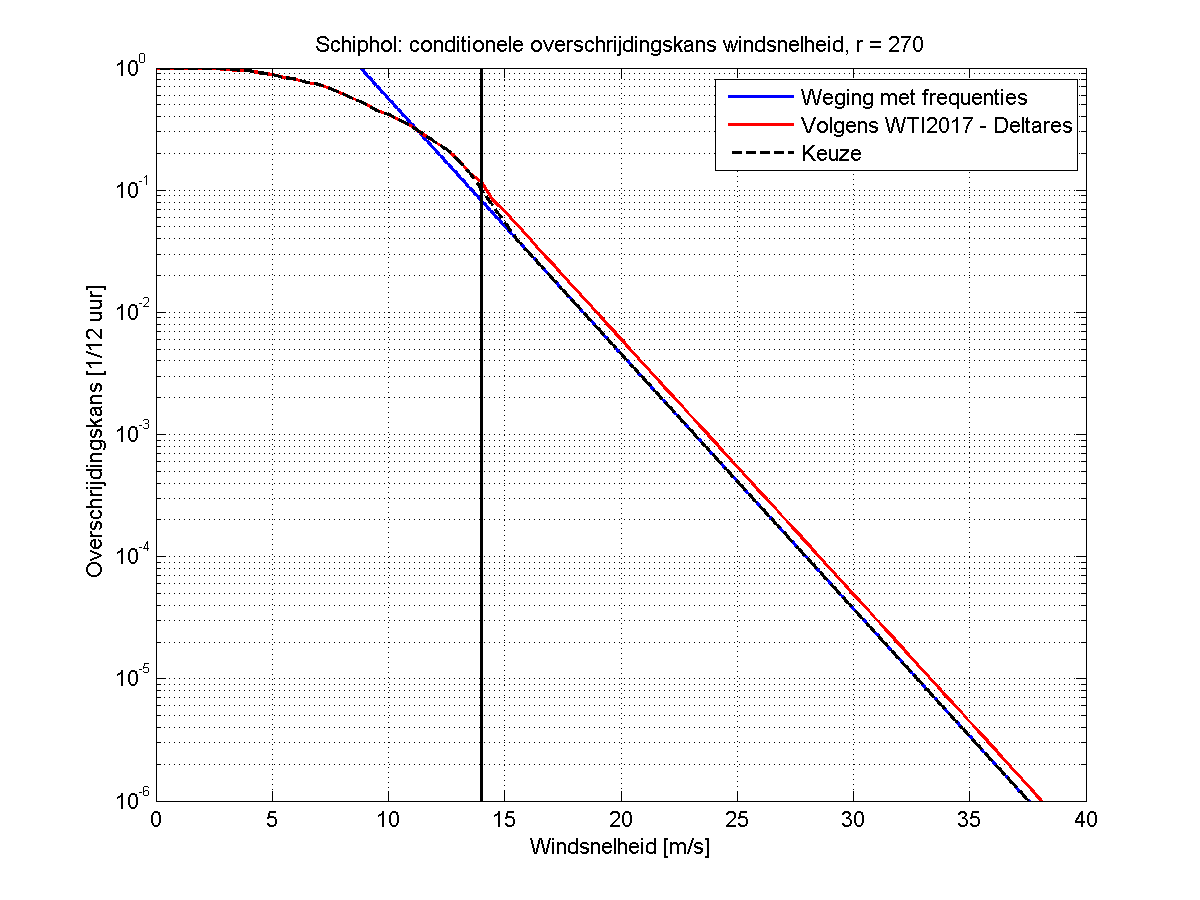 Schiphol: conditionele overschrijdingskans windsnelheid, r = 270
Weging met frequenties
Volgens WTI2017 - Deltares
Keuze
Overschrijdingskans [1/12 uur]
10^0
10^-1
10^-2
10^-3
10^-4
10^-5
10^-6
0 5 10 15 20 25 30 35 40
Windsnelheid [m/s]